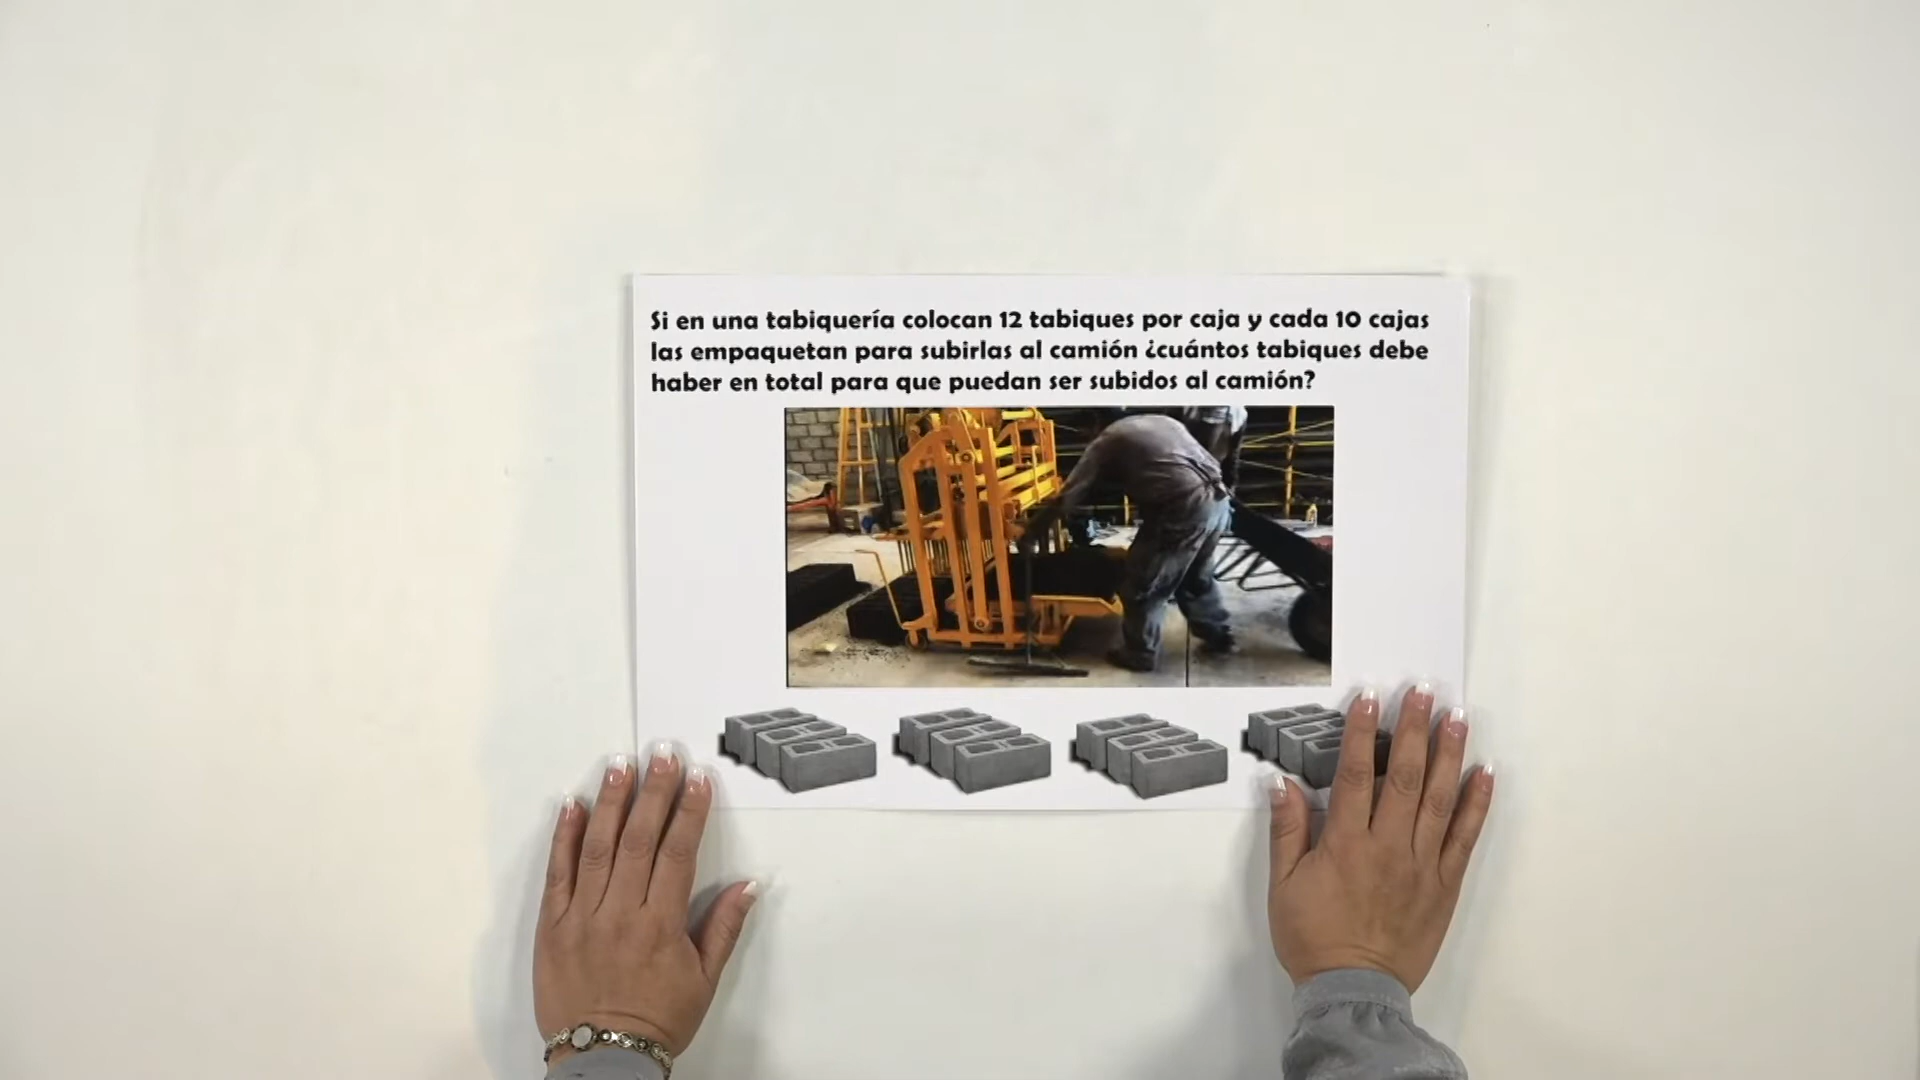 Si en una tabiquería colocan 12 tabiques por caja y cada 10 cajas
las empaquetan para subirlas al camión ¿cuántos tabiques debe
haber en total para que puedan ser subidos al camión?